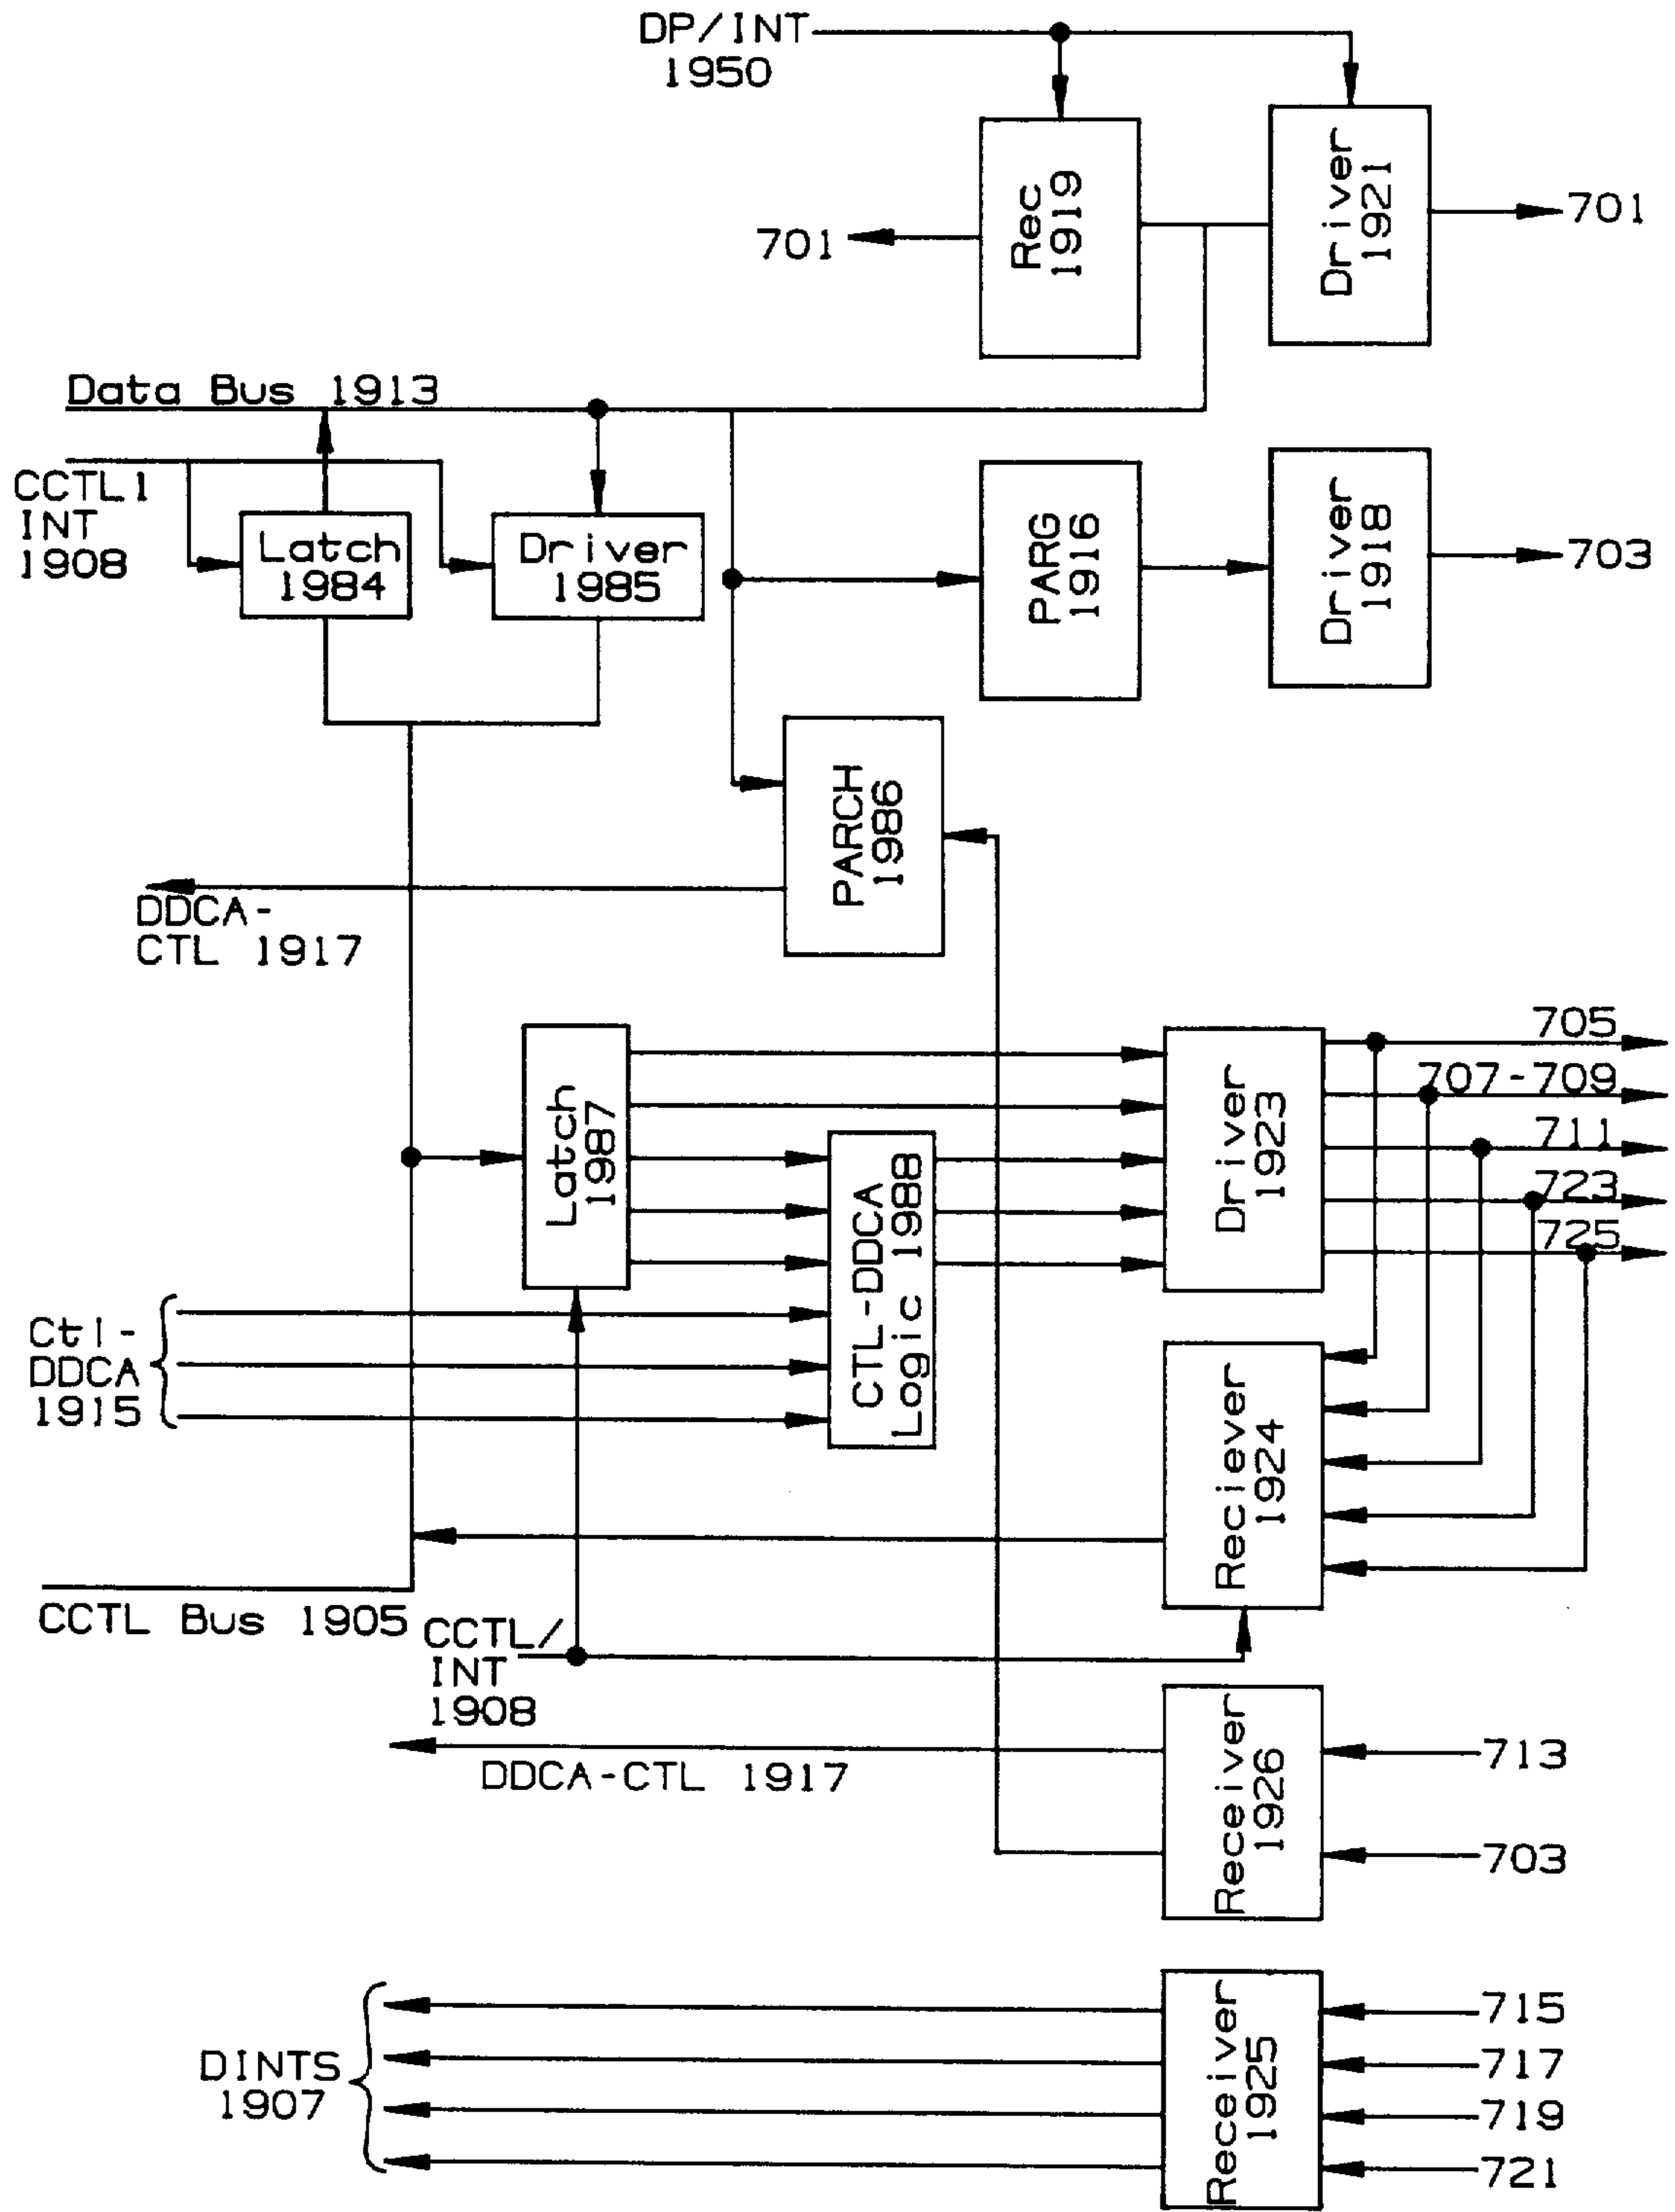 DP/INT
1950
Rec
1919
Driver
1921
701
701
Data Bus 1913
CCTL1
INT
1908
Latch
1984
Driver
1985
PARG
1916
Driver
1918
703
PARCH
1986
DDCA-
CTL 1917
Latch
1987
CTL-DDCA
Logic 1988
Driver
1923
705
707-709
711
723
725
Ctl-
DDCA
1915
Reciever
1924
CCTL Bus 1905
CCTL/
INT
1908
DDCA-CTL 1917
Receiver
1926
713
703
DINTS
1907
Receiver
1925
715
717
719
721